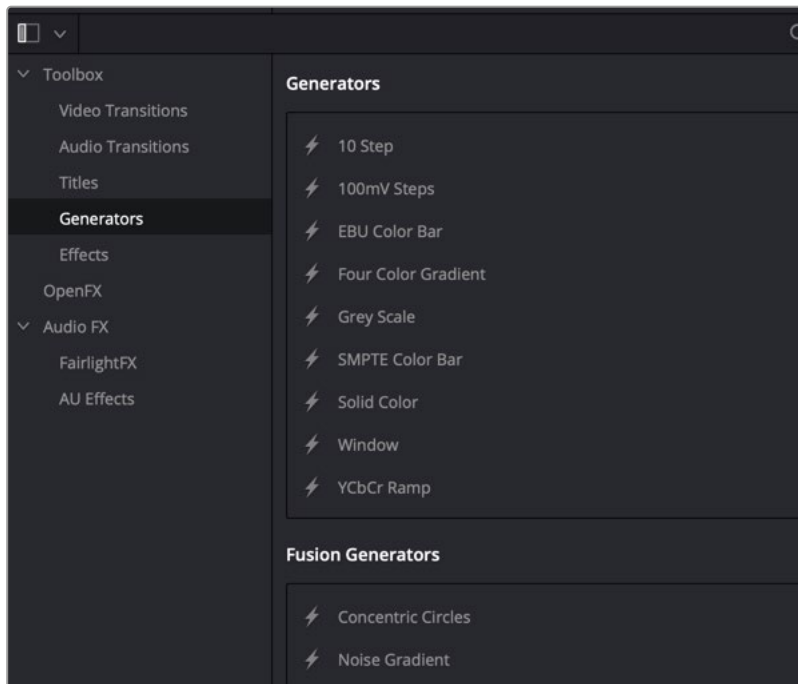 Toolbox
Video Transitions
Audio Transitions
Titles
Generators
Effects
OpenFX
Audio FX
FairlightFX
AU Effects
Generators
10 Step
100mV Steps
EBU Color Bar
Four Color Gradient
Grey Scale
SMPTE Color Bar
Solid Color
Window
YCbCr Ramp
Fusion Generators
Concentric Circles
Noise Gradient